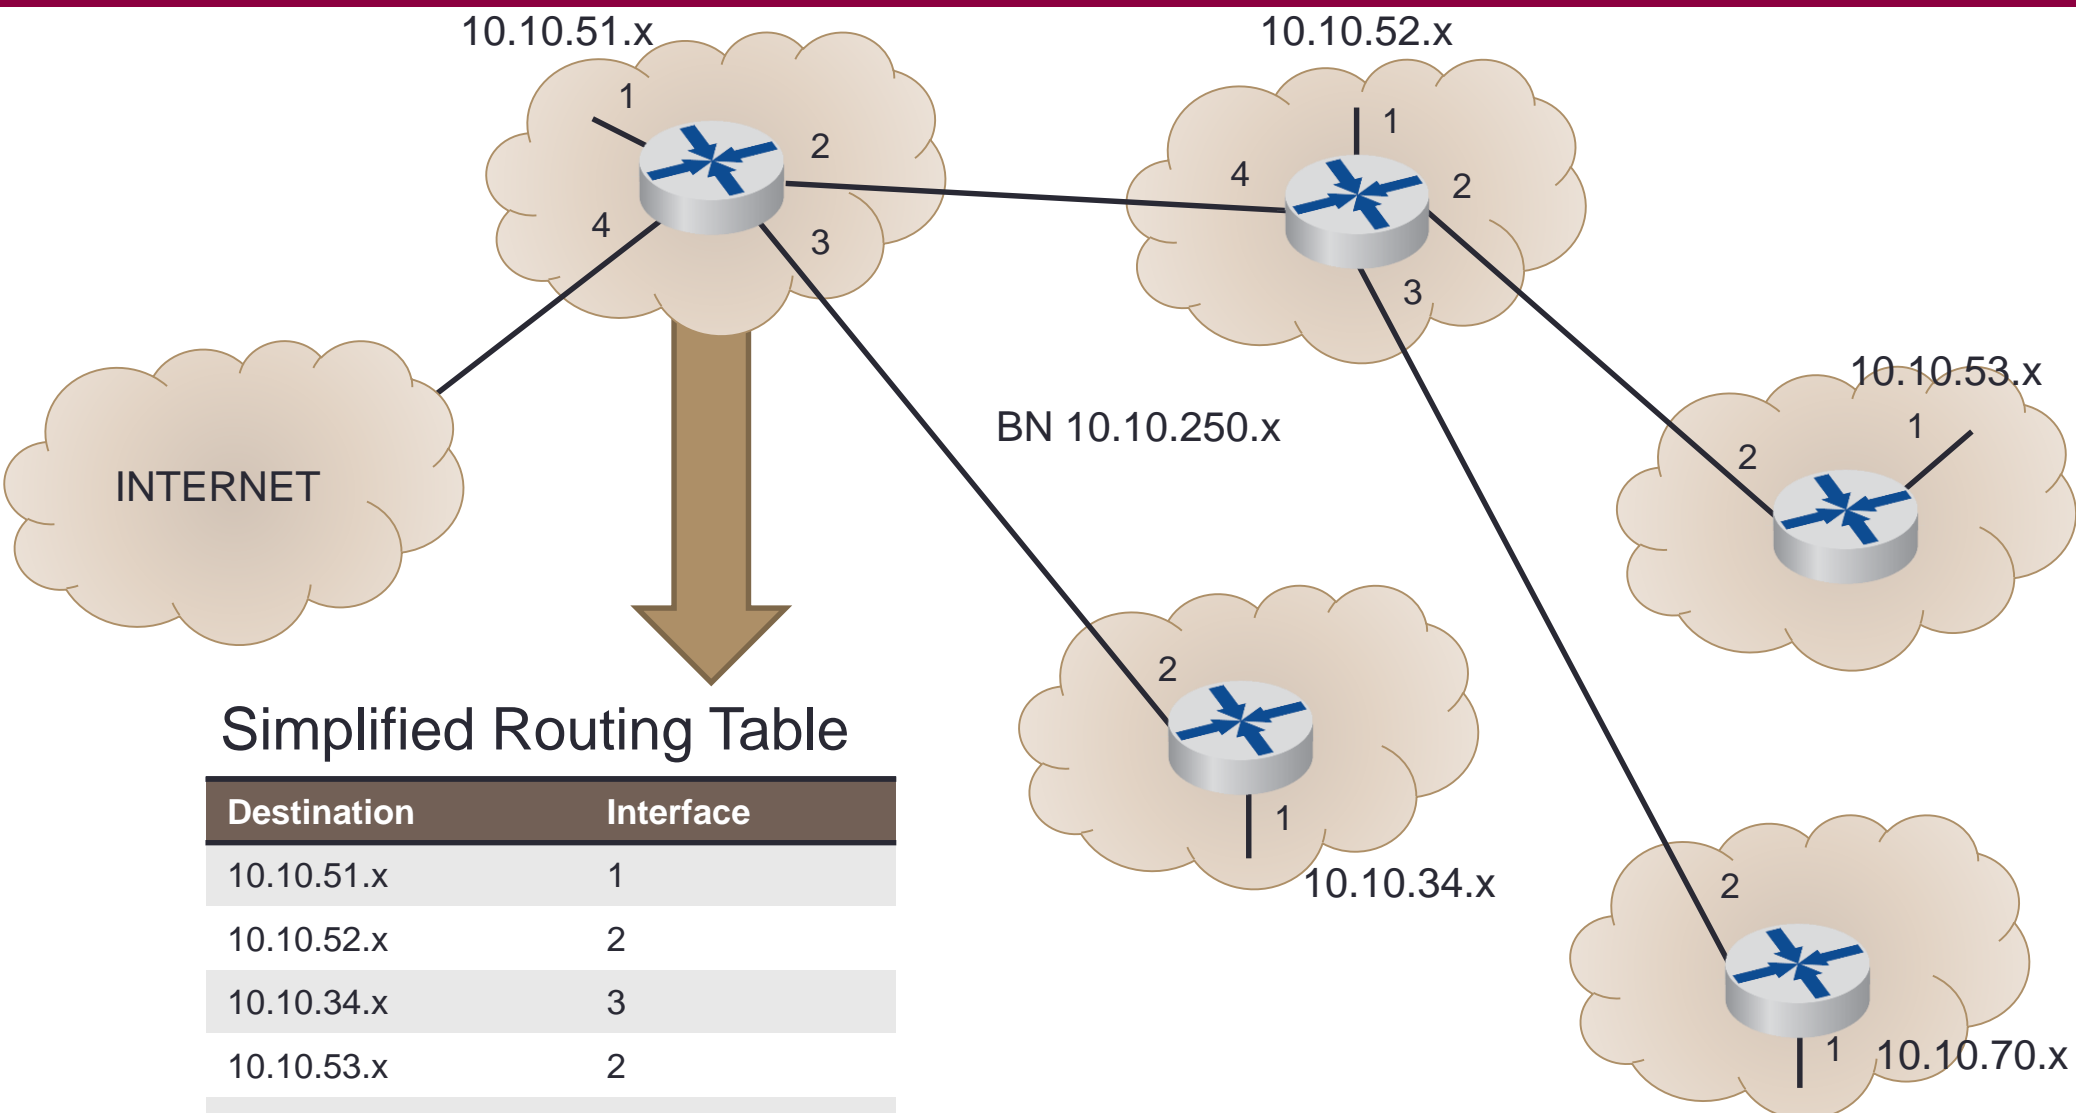 10.10.51.x
10.10.52.x
1
2
4
3
1
4
2
3
INTERNET
BN 10.10.250.x
10.10.53.x
1
2
2
1
10.10.34.x
2
1
10.10.70.x
Simplified Routing Table
Destination Interface
10.10.51.x 1
10.10.52.x 2
10.10.34.x 3
10.10.53.x 2